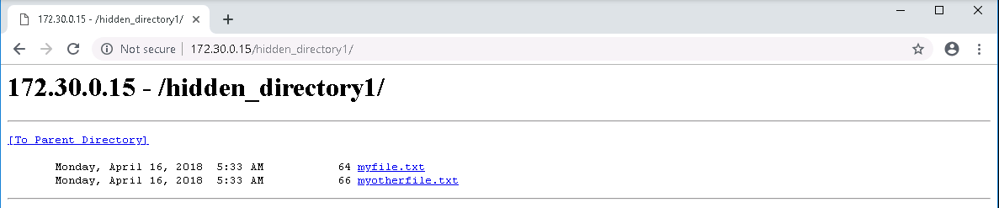 172.30.0.15 - /hidden_directory1/
Not secure | 172.30.0.15/hidden_directory1/
172.30.0.15 - /hidden_directory1/
[To Parent Directory]
Monday, April 16, 2018  5:33 AM           64 myfile.txt
Monday, April 16, 2018  5:33 AM           66 myotherfile.txt